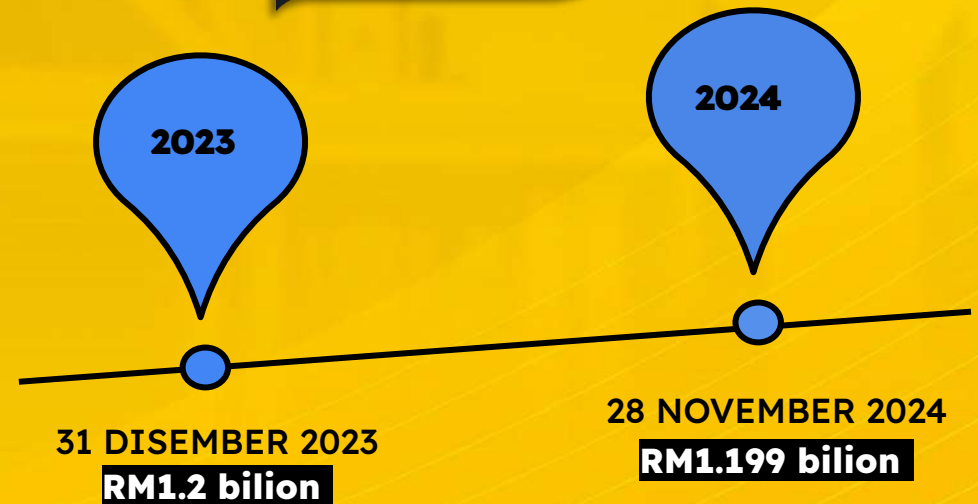 2023
31 DISEMBER 2023
RM1.2 bilion
2024
28 NOVEMBER 2024
RM1.199 bilion